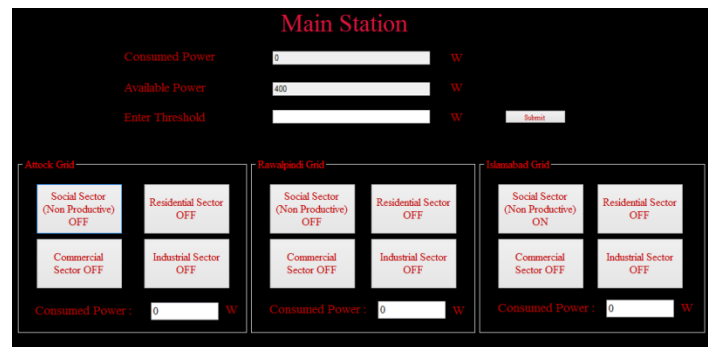 Main Station
Consumed Power 0 W
Available Power 400 W
Enter Threshold W Submit
Attock Grid
Social Sector
(Non Productive)
OFF
Residential Sector
OFF
Commercial
Sector OFF
Industrial Sector
OFF
Consumed Power : 0 W
Rawalpindi Grid
Social Sector
(Non Productive)
OFF
Residential Sector
OFF
Commercial
Sector OFF
Industrial Sector
OFF
Consumed Power : 0 W
Islamabad Grid
Social Sector
(Non Productive)
ON
Residential Sector
OFF
Commercial
Sector OFF
Industrial Sector
OFF
Consumed Power : 0 W